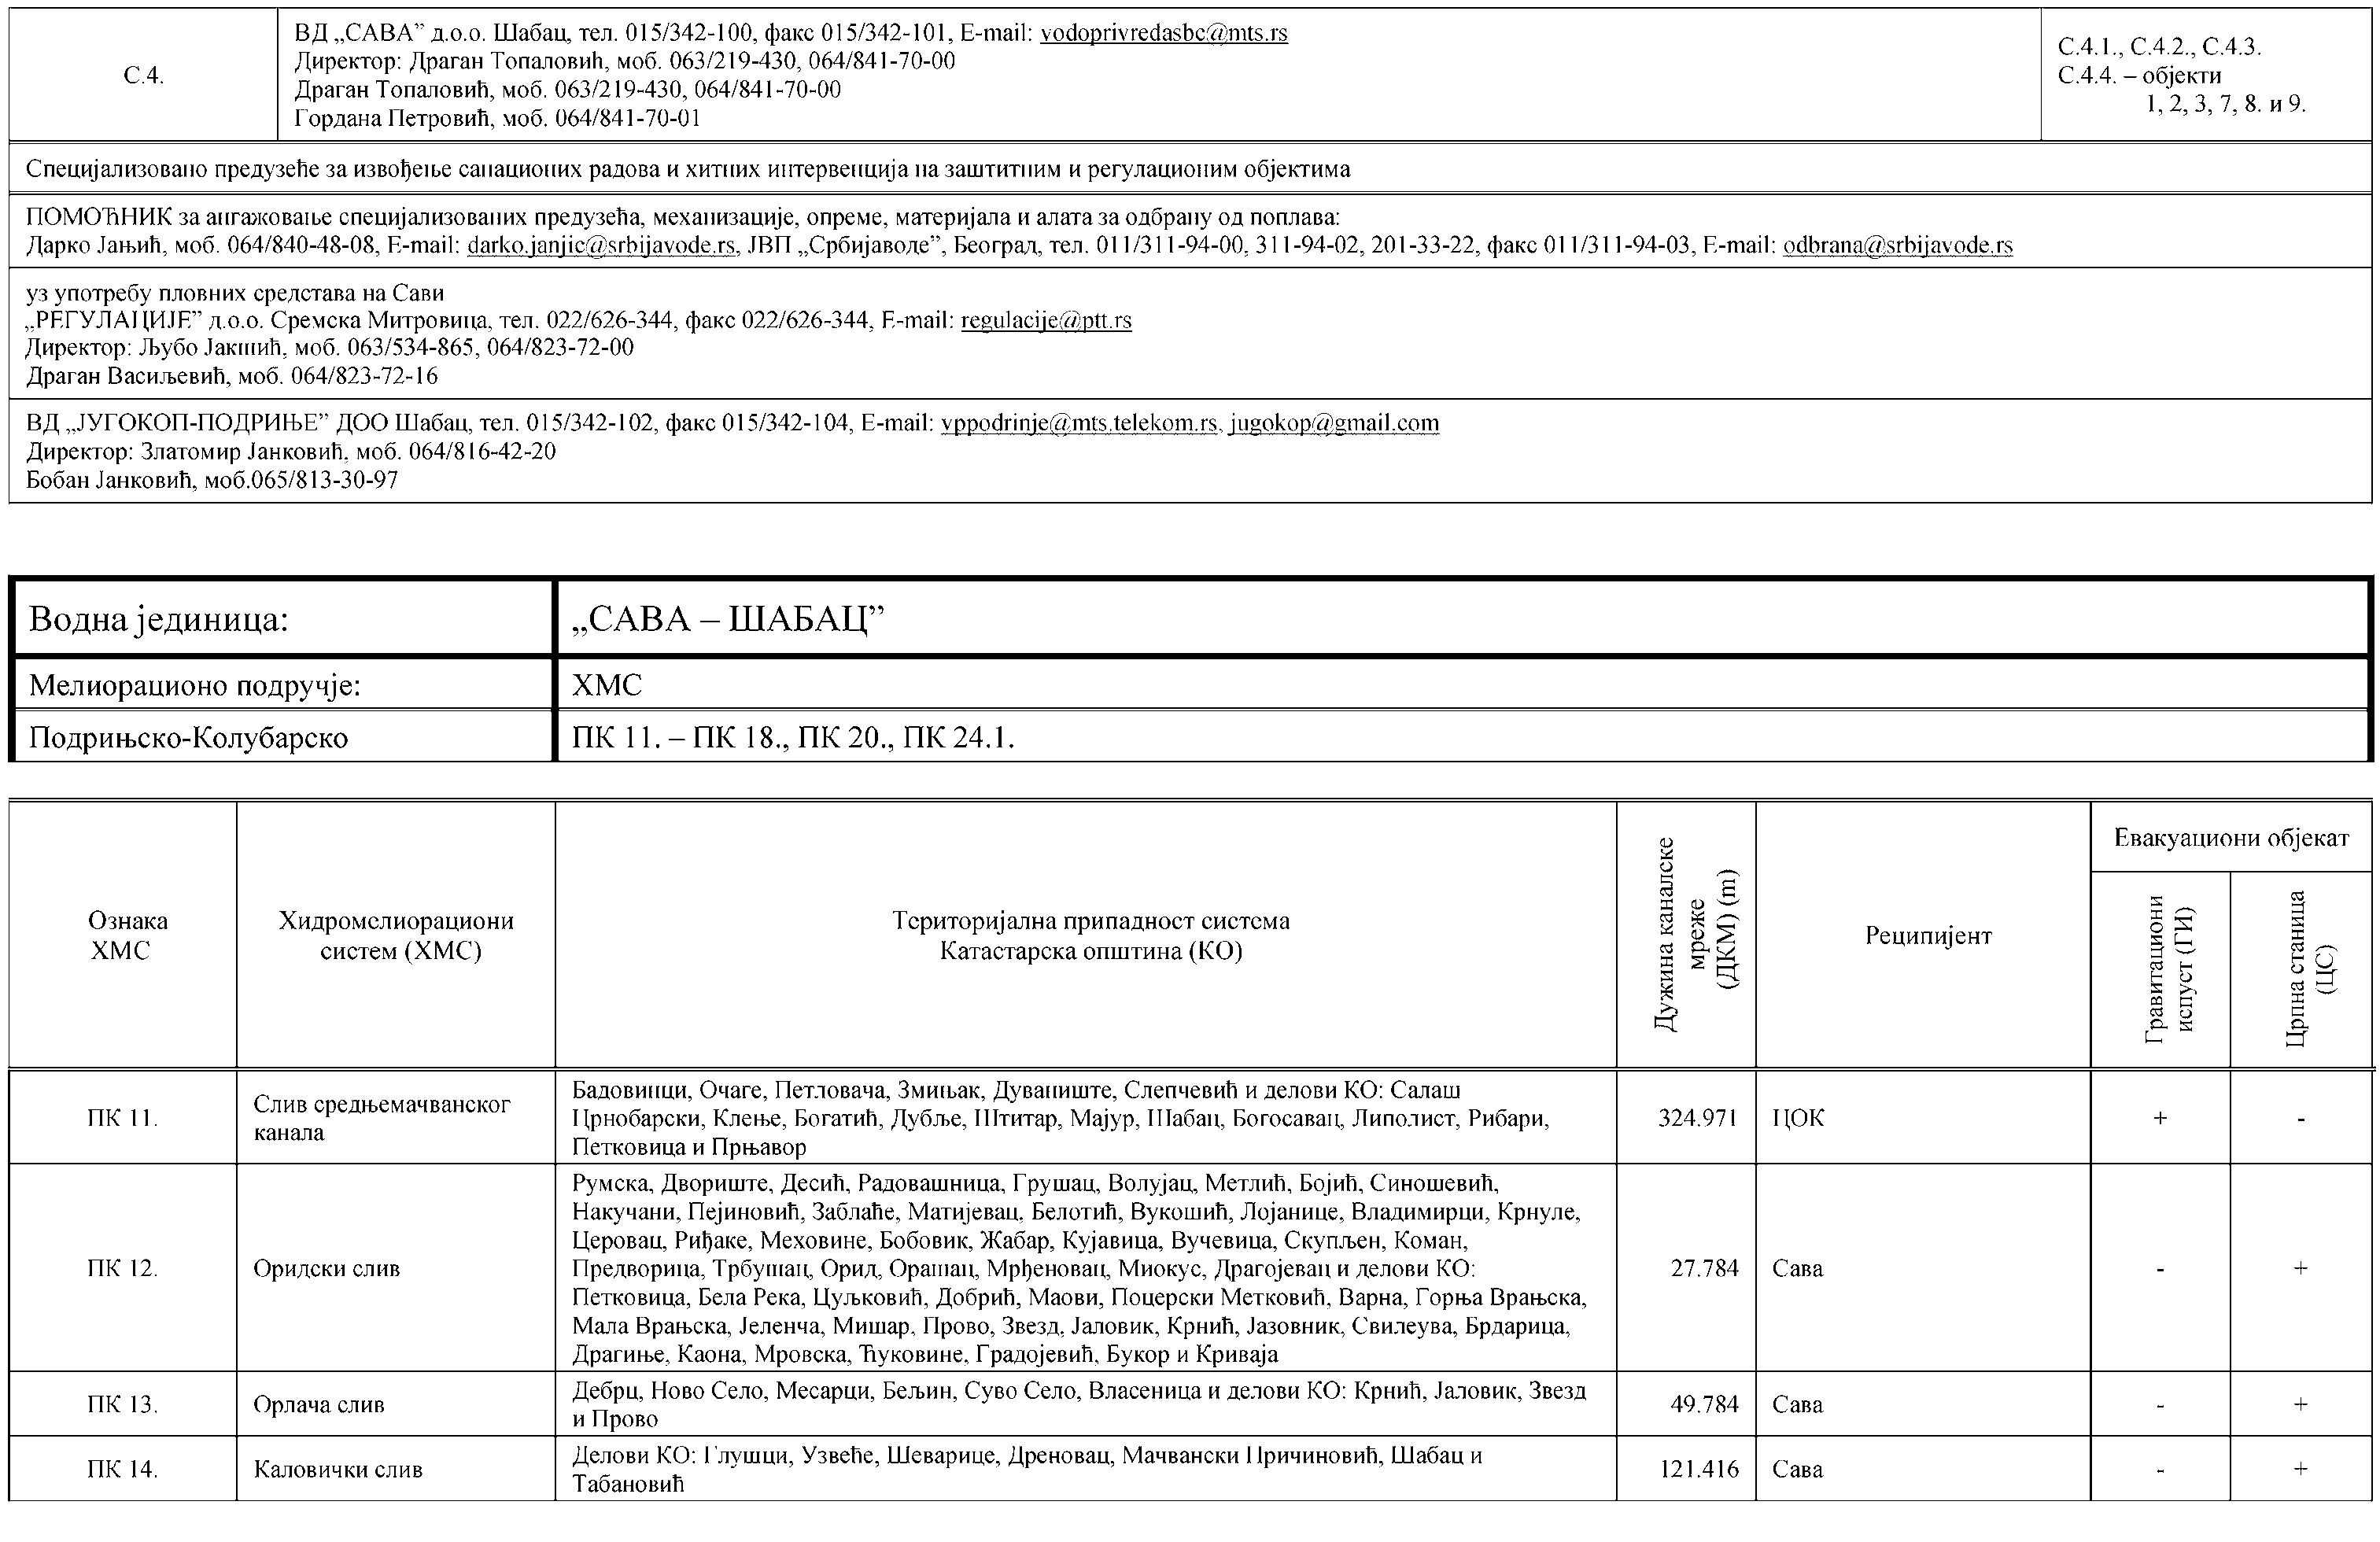 С.4.
ВД „САВА” д.о.о. Шабац, тел. 015/342-100, факс 015/342-101, E-mail: vodoprivredasbc@mts.rs
Директор: Драган Топаловић, моб. 063/219-430, 064/841-70-00
Драган Топаловић, моб. 063/219-430, 064/841-70-00
Гордана Петровић, моб. 064/841-70-01
С.4.1., С.4.2., С.4.3.
С.4.4. – објекти
1, 2, 3, 7, 8. и 9.
Специјализовано предузеће за извођење санационих радова и хитних интервенција на заштитним и регулационим објектима
ПОМОЋНИК за ангажовање специјализованих предузећа, механизације, опреме, материјала и алата за одбрану од поплава:
Дарко Јањић, моб. 064/840-48-08, E-mail: darko.janjic@srbijavode.rs, ЈВП „Србијаводе”, Београд, тел. 011/311-94-00, 311-94-02, 201-33-22, факс 011/311-94-03, E-mail: odbrana@srbijavode.rs
уз употребу пловних средстава на Сави
„РЕГУЛАЦИЈЕ” д.о.о. Сремска Митровица, тел. 022/626-344, факс 022/626-344, E-mail: regulacije@ptt.rs
Директор: Љубо Јакшић, моб. 063/534-865, 064/823-72-00
Драган Васиљевић, моб. 064/823-72-16
ВД „ЈУГОКОП-ПОДРИЊЕ” ДОО Шабац, тел. 015/342-102, факс 015/342-104, E-mail: vppodrinje@mts.telekom.rs, jugokop@gmail.com
Директор: Златомир Јанковић, моб. 064/816-42-20
Бобан Јанковић, моб.065/813-30-97
Водна јединица:
„САВА – ШАБАЦ”
Мелиорационо подручје:
ХМС
Подрињско-Колубарско
ПК 11. – ПК 18., ПК 20., ПК 24.1.
Ознака
ХМС
Хидромелиорациони
систем (ХМС)
Територијална припадност система
Катастарска општина (КО)
Дужина каналске
мреже
(ДКМ) (m)
Реципијент
Евакуациони објекат
Гравитациони
испуст (ГИ)
Црпна станица
(ЦС)
ПК 11.
Слив средњемачванског
канала
Бадовинци, Очаге, Петловача, Змињак, Дуваниште, Слепчевић и делови КО: Салаш
Црнобарски, Клење, Богатић, Дубље, Штитар, Мајур, Шабац, Богосавац, Липолист, Рибари,
Петковица и Прњавор
324.971
ЦОК
+
-
ПК 12.
Оридски слив
Румска, Двориште, Десић, Радовашница, Грушац, Волујац, Метлић, Бојић, Синошевић,
Накучани, Пејиновић, Заблаће, Матијевац, Белотић, Вукошић, Лојанице, Владимирци, Крнуле,
Церовац, Риђаке, Меховине, Бобовик, Жабар, Кујавица, Вучевица, Скупљен, Коман,
Предворица, Трбушац, Орид, Орашац, Мрђеновац, Миокус, Драгојевац и делови КО:
Петковица, Бела Река, Цуљковић, Добрић, Маови, Поцерски Метковић, Варна, Горња Врањска,
Мала Врањска, Јеленча, Мишар, Прово, Звезд, Јаловик, Крнић, Јазовник, Свилеува, Брдарица,
Драгиње, Каона, Мровска, Ћуковине, Градојевић, Букор и Криваја
27.784
Сава
-
+
ПК 13.
Орлача слив
Дебрц, Ново Село, Месарци, Бељин, Суво Село, Власеница и делови КО: Крнић, Јаловик, Звезд
и Прово
49.784
Сава
-
+
ПК 14.
Каловички слив
Делови КО: Глушци, Узвеће, Шеварице, Дреновац, Мачвански Причиновић, Шабац и
Табановић
121.416
Сава
-
+